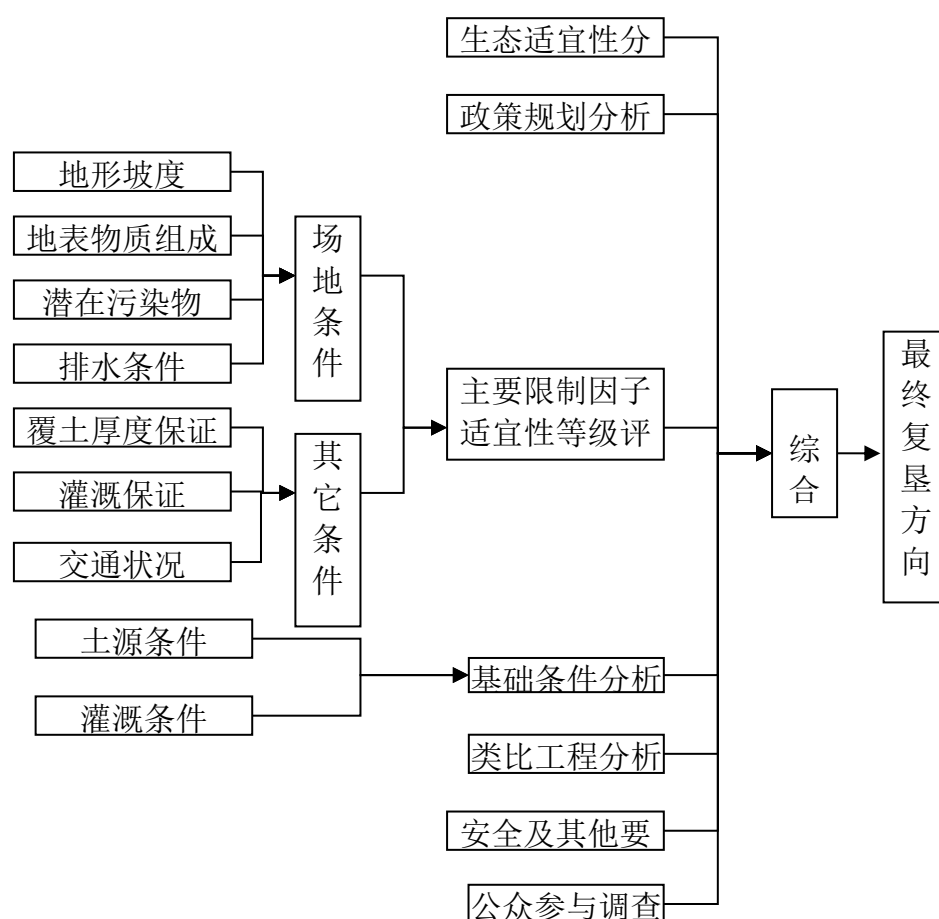 生态适宜性分
政策规划分析
地形坡度
地表物质组成
潜在污染物
排水条件
覆土厚度保证
灌溉保证
交通状况
场地条件
其它条件
主要限制因子
适宜性等级评
土源条件
灌溉条件
基础条件分析
类比工程分析
安全及其他要
公众参与调查
综合
最终复垦方向